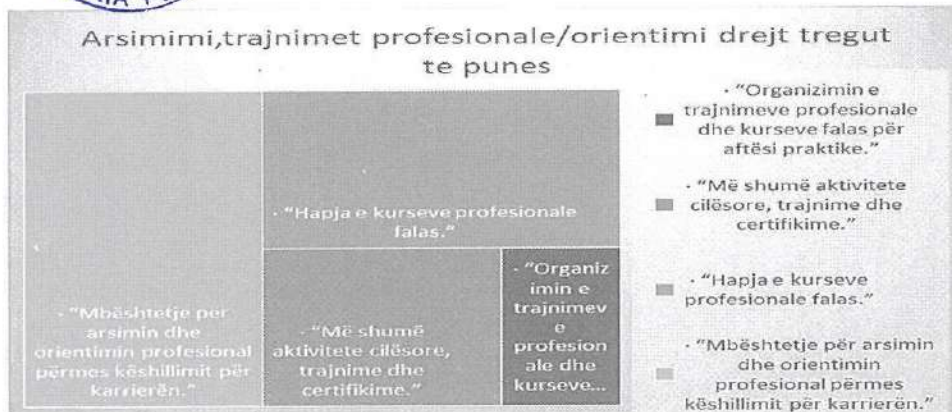 Arsimimi,trajnimet profesionale/orientimi drejt tregut
te punes
· "Mbështetje për
arsimin dhe
orientimin profesional
përmes këshillimit për
karrierën."
· "Hapja e kurseve profesionale
falas."
· "Më shumë
aktivitete cilësore,
trajnime dhe
certifikime."
· "Organiz
imin e
trajnimev
e
profesion
ale dhe
kurseve...
· "Organizimin e
trajnimeve profesionale
dhe kurseve falas për
aftësi praktike."
· "Më shumë aktivitete
cilësore, trajnime dhe
certifikime."
· "Hapja e kurseve
profesionale falas."
· "Mbështetje për arsimin
dhe orientimin
profesional përmes
këshillimit për karrierën."